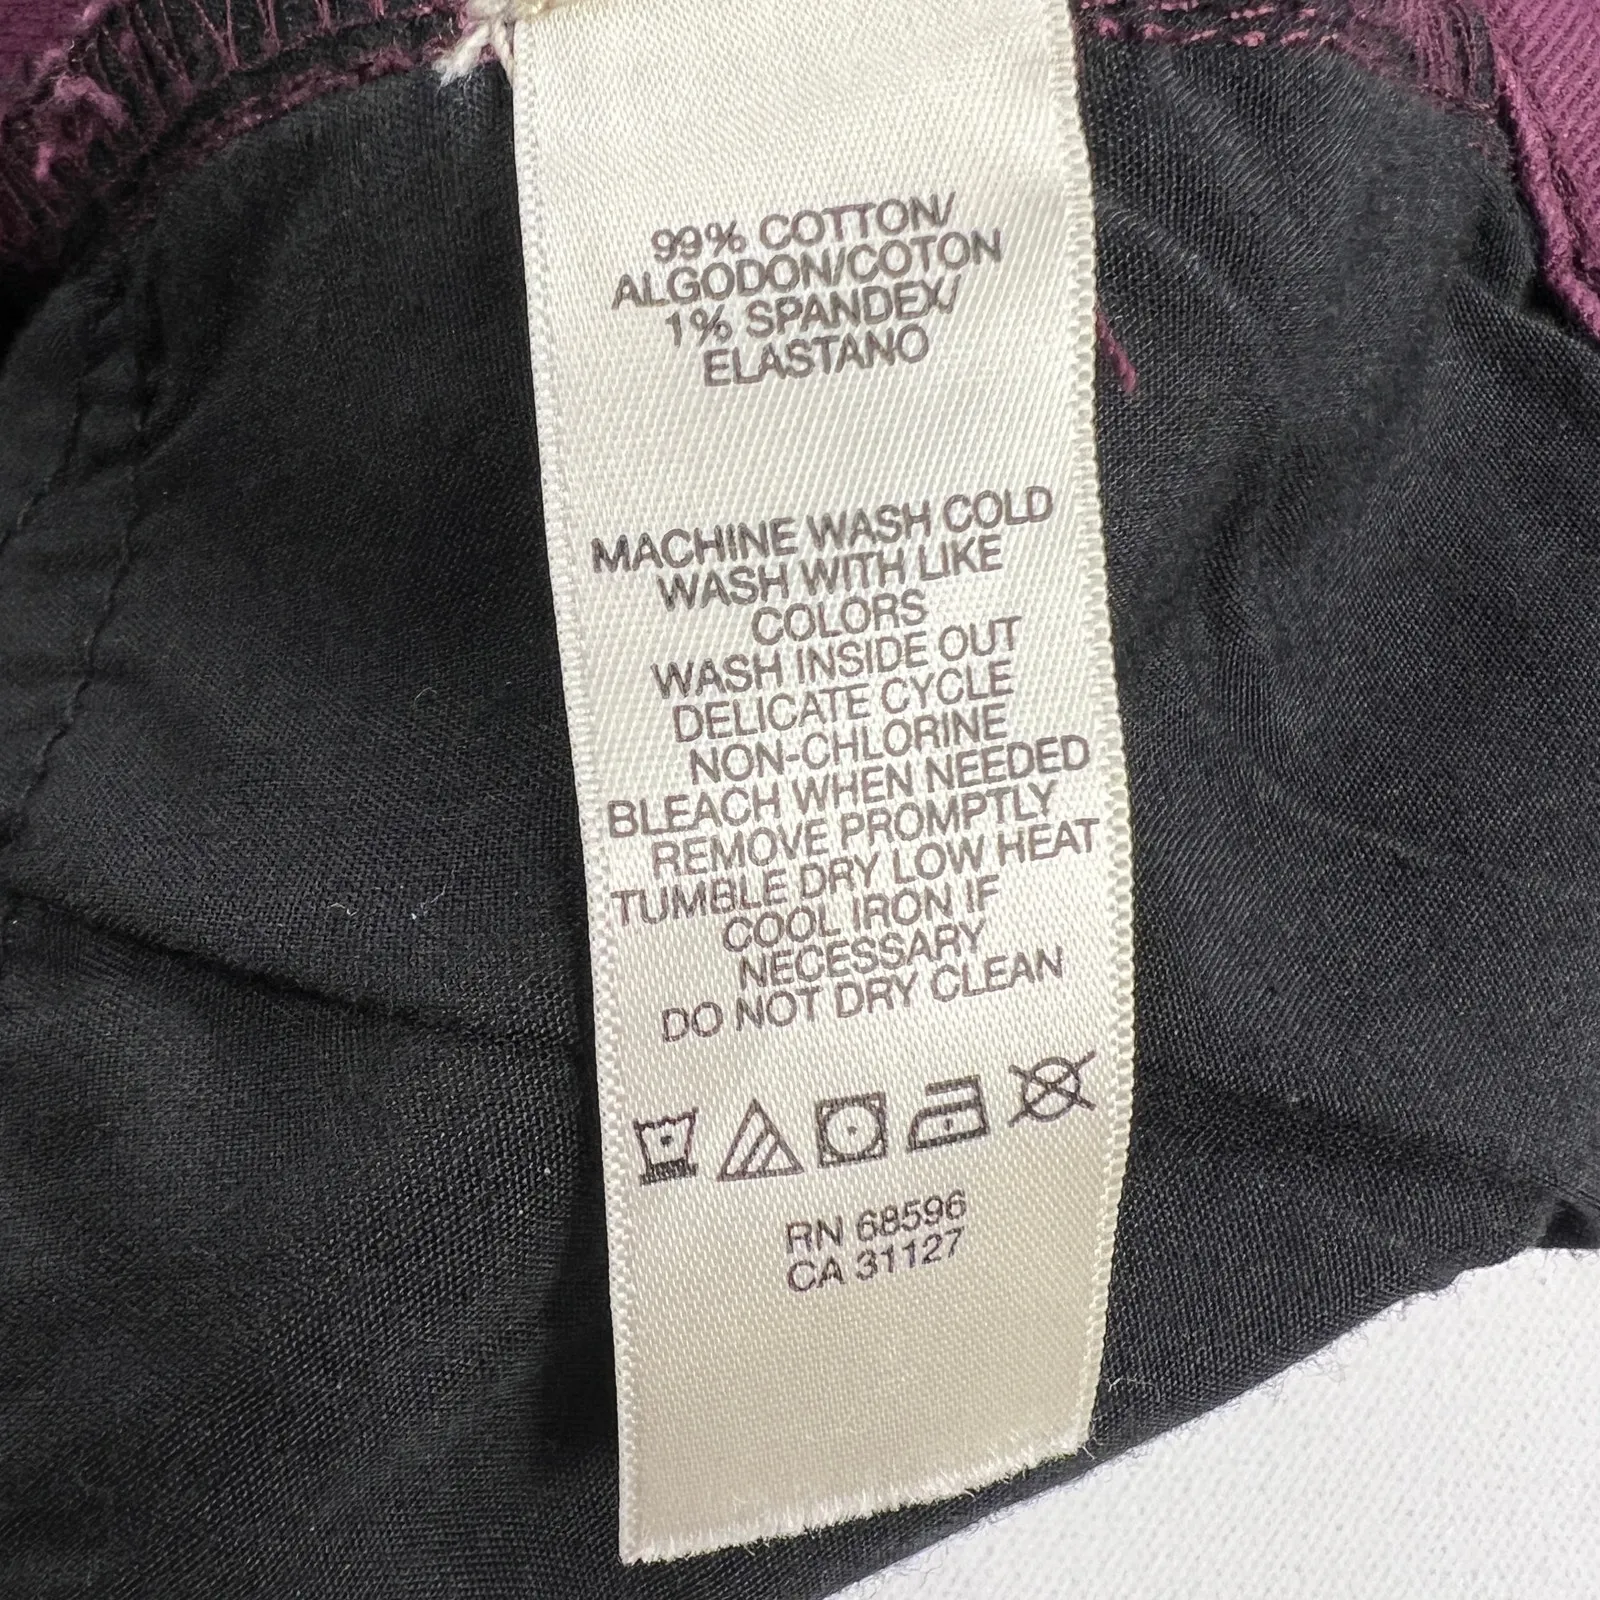 99% COTTON/
ALGODON/COTON
1% SPANDEX/
ELASTANO
MACHINE WASH COLD
WASH WITH LIKE
COLORS
WASH INSIDE OUT
DELICATE CYCLE
NON-CHLORINE
BLEACH WHEN NEEDED
REMOVE PROMPTLY
TUMBLE DRY LOW HEAT
COOL IRON IF
NECESSARY
DO NOT DRY CLEAN
RN 68596
CA 31127